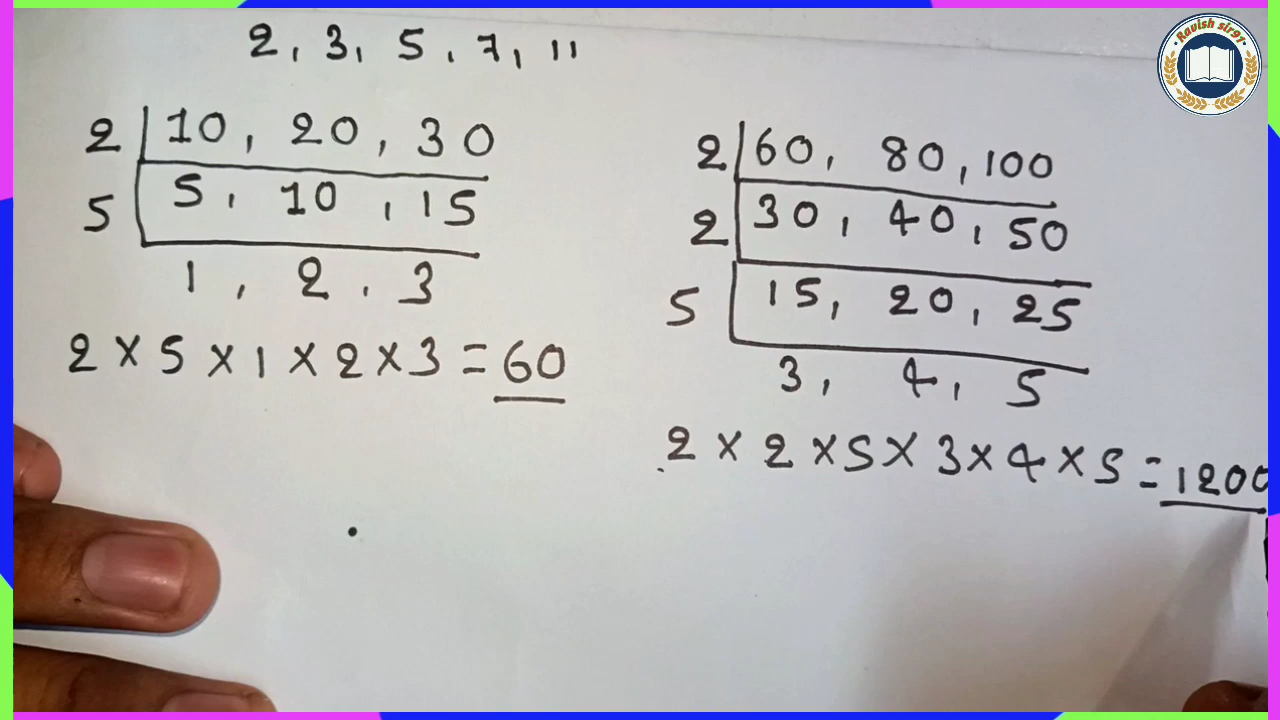 2, 3, 5, 7, 11
2 | 10, 20, 30
5 | 5, 10, 15
1, 2, 3
2 × 5 × 1 × 2 × 3 = 60
2 | 60, 80, 100
2 | 30, 40, 50
5 | 15, 20, 25
3, 4, 5
2 × 2 × 5 × 3 × 4 × 5 = 1200
Ravish sir97